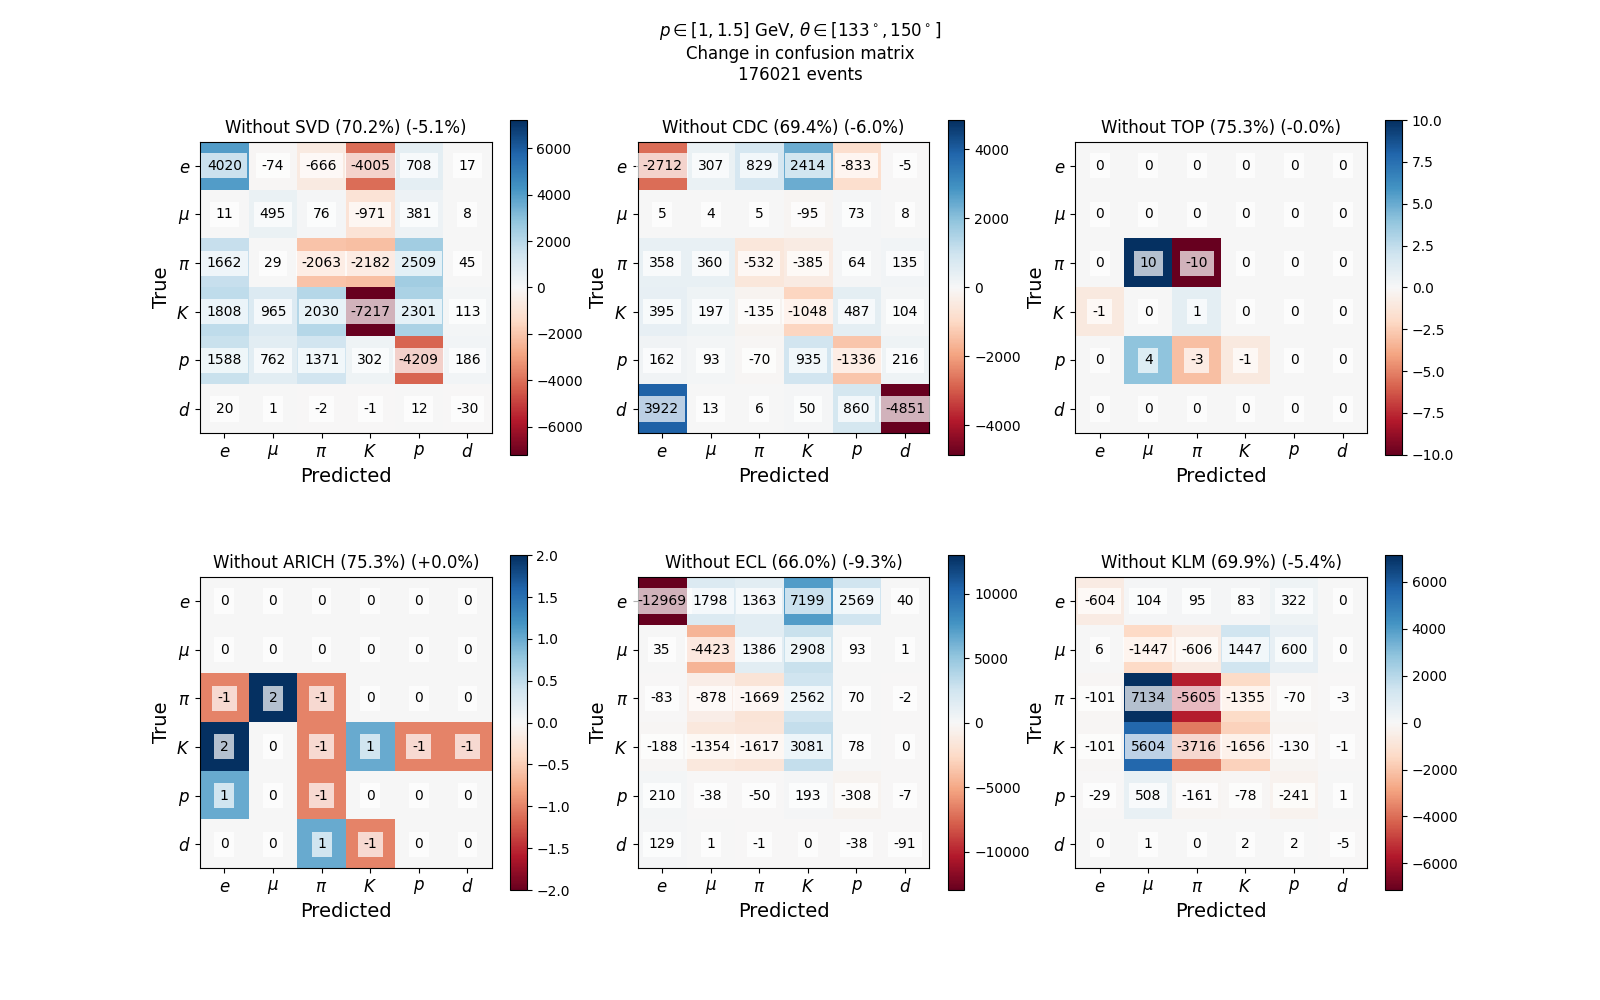 p ∈ [1, 1.5] GeV, θ ∈ [133°, 150°]
Change in confusion matrix
176021 events
Without SVD (70.2%) (-5.1%)
True
e 4020 -74 -666 -4005 708 17
μ 11 495 76 -971 381 8
π 1662 29 -2063 -2182 2509 45
K 1808 965 2030 -7217 2301 113
p 1588 762 1371 302 -4209 186
d 20 1 -2 -1 12 -30
e μ π K p d
Predicted
6000
4000
2000
0
−2000
−4000
−6000
Without CDC (69.4%) (-6.0%)
True
e -2712 307 829 2414 -833 -5
μ 5 4 5 -95 73 8
π 358 360 -532 -385 64 135
K 395 197 -135 -1048 487 104
p 162 93 -70 935 -1336 216
d 3922 13 6 50 860 -4851
e μ π K p d
Predicted
4000
2000
0
−2000
−4000
Without TOP (75.3%) (-0.0%)
True
e 0 0 0 0 0 0
μ 0 0 0 0 0 0
π 0 10 -10 0 0 0
K -1 0 1 0 0 0
p 0 4 -3 -1 0 0
d 0 0 0 0 0 0
e μ π K p d
Predicted
10.0
7.5
5.0
2.5
0.0
−2.5
−5.0
−7.5
−10.0
Without ARICH (75.3%) (+0.0%)
True
e 0 0 0 0 0 0
μ 0 0 0 0 0 0
π -1 2 -1 0 0 0
K 2 0 -1 1 -1 -1
p 1 0 -1 0 0 0
d 0 0 1 -1 0 0
e μ π K p d
Predicted
2.0
1.5
1.0
0.5
0.0
−0.5
−1.0
−1.5
−2.0
Without ECL (66.0%) (-9.3%)
True
e -12969 1798 1363 7199 2569 40
μ 35 -4423 1386 2908 93 1
π -83 -878 -1669 2562 70 -2
K -188 -1354 -1617 3081 78 0
p 210 -38 -50 193 -308 -7
d 129 1 -1 0 -38 -91
e μ π K p d
Predicted
10000
5000
0
−5000
−10000
Without KLM (69.9%) (-5.4%)
True
e -604 104 95 83 322 0
μ 6 -1447 -606 1447 600 0
π -101 7134 -5605 -1355 -70 -3
K -101 5604 -3716 -1656 -130 -1
p -29 508 -161 -78 -241 1
d 0 1 0 2 2 -5
e μ π K p d
Predicted
6000
4000
2000
0
−2000
−4000
−6000